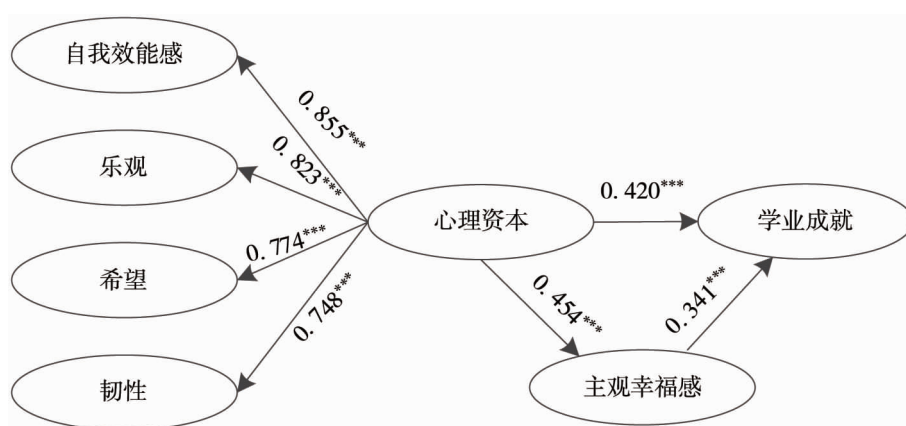 自我效能感
0.855***
乐观
0.823***
心理资本
0.420***
学业成就
希望
0.774***
0.748***
0.454***
0.341***
韧性
主观幸福感